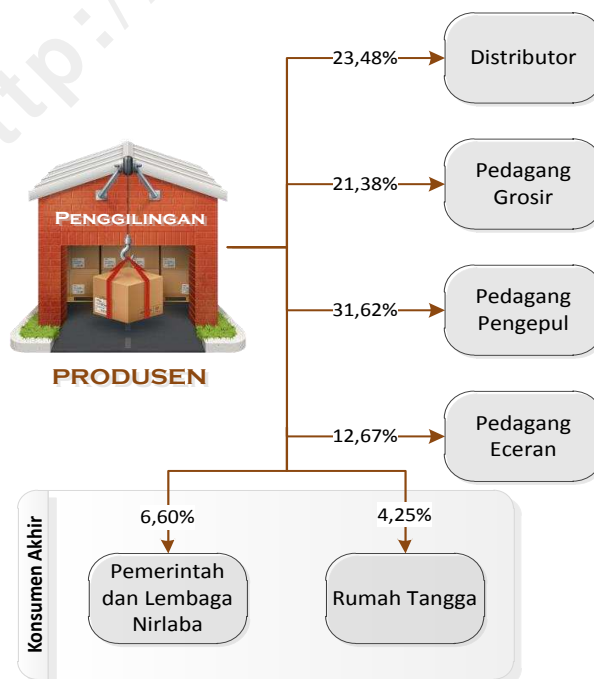 ttp:/
23,48%
Distributor
21,38%
Pedagang
Grosir
PENGGILINGAN
31,62%
Pedagang
Pengepul
PRODUSEN
12,67%
Pedagang
Eceran
Konsumen Akhir
6,60%
Pemerintah
dan Lembaga
Nirlaba
4,25%
Rumah Tangga